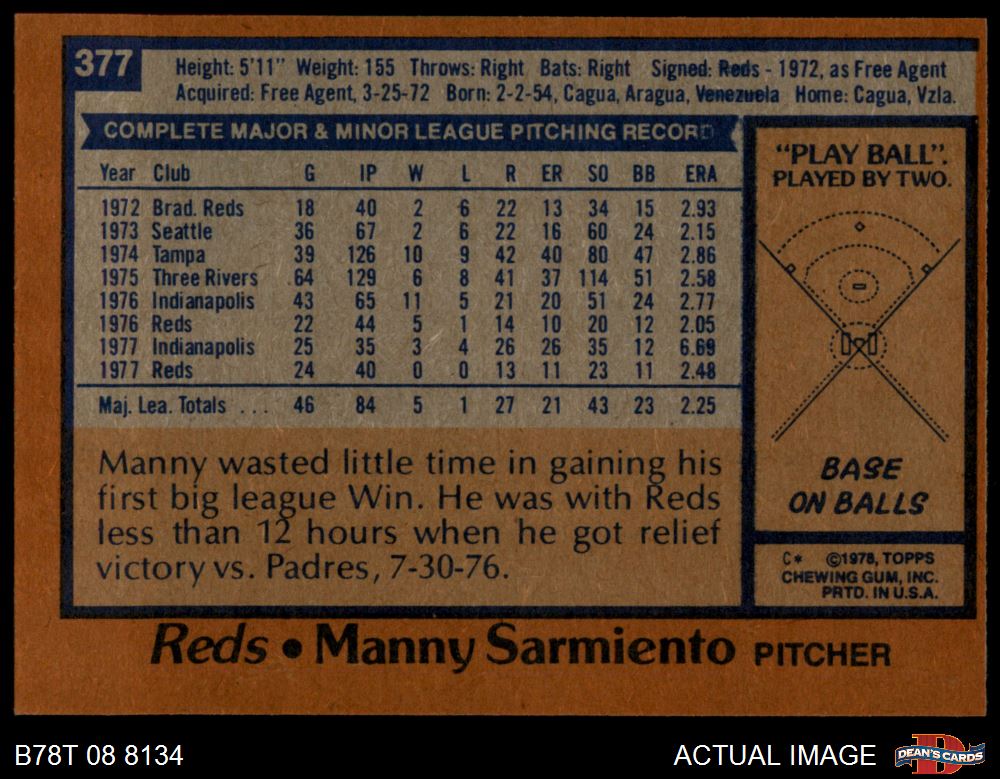 377
Height: 5'11" Weight: 155 Throws: Right Bats: Right Signed: Reds - 1972, as Free Agent
Acquired: Free Agent, 3-25-72 Born: 2-2-54, Cagua, Aragua, Venezuela Home: Cagua, Vzla.
COMPLETE MAJOR & MINOR LEAGUE PITCHING RECORD
Year Club G IP W L R ER SO BB ERA
1972 Brad. Reds 18 40 2 6 22 13 34 15 2.93
1973 Seattle 36 67 2 6 22 16 60 24 2.15
1974 Tampa 39 126 10 9 42 40 80 47 2.86
1975 Three Rivers 64 129 6 8 41 37 114 51 2.58
1976 Indianapolis 43 65 11 5 21 20 51 24 2.77
1976 Reds 22 44 5 1 14 10 20 12 2.05
1977 Indianapolis 25 35 3 4 26 26 35 12 6.69
1977 Reds 24 40 0 0 13 11 23 11 2.48
Maj. Lea. Totals ... 46 84 5 1 27 21 43 23 2.25
Manny wasted little time in gaining his
first big league Win. He was with Reds
less than 12 hours when he got relief
victory vs. Padres, 7-30-76.
"PLAY BALL".
PLAYED BY TWO.
BASE
ON BALLS
C* ©1978, TOPPS
CHEWING GUM, INC.
PRTD. IN U.S.A.
Reds • Manny Sarmiento PITCHER
B78T 08 8134
ACTUAL IMAGE
DEAN'S CARDS